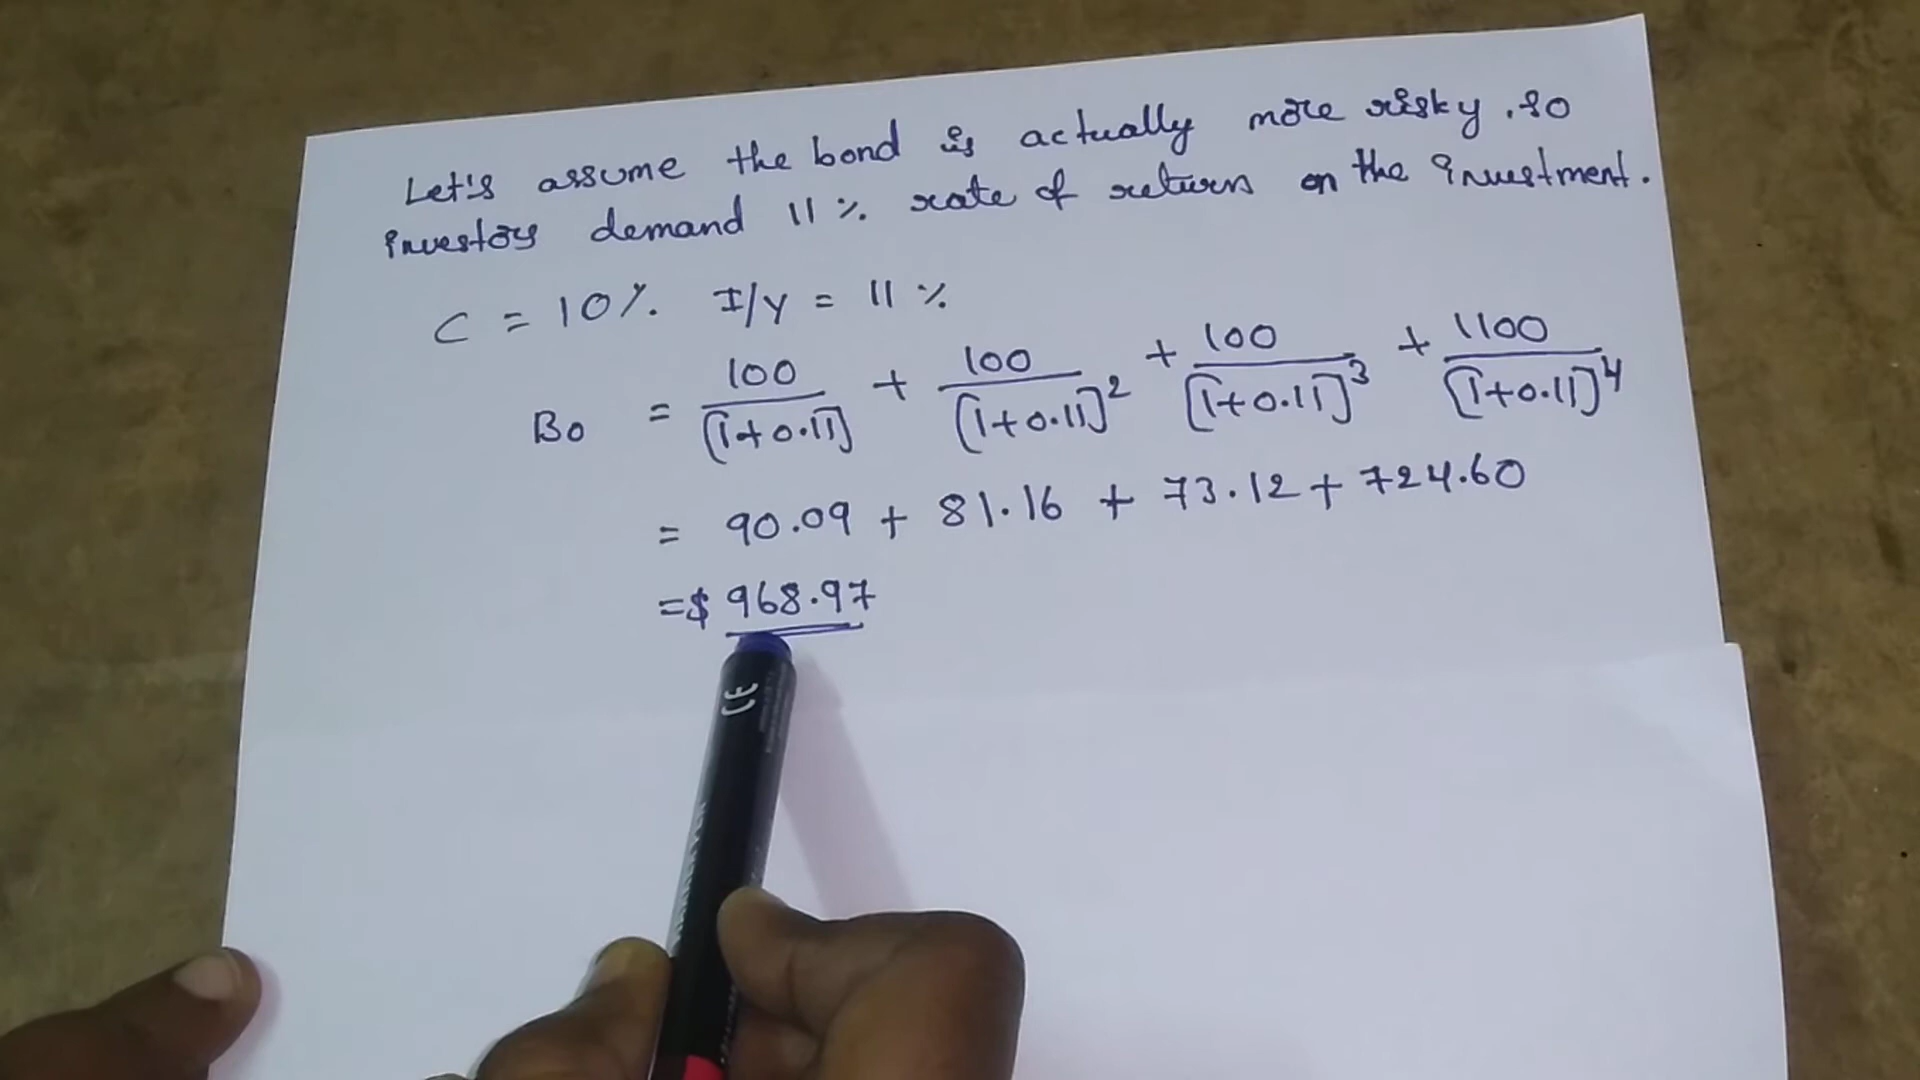 Let's assume the bond is actually more risky. so
investors demand 11% rate of return on the investment.
C = 10%. I/Y = 11%
B0 = 100/[1+0.11] + 100/[1+0.11]^2 + 100/[1+0.11]^3 + 1100/[1+0.11]^4
= 90.09 + 81.16 + 73.12 + 724.60
= $ 968.97
CE